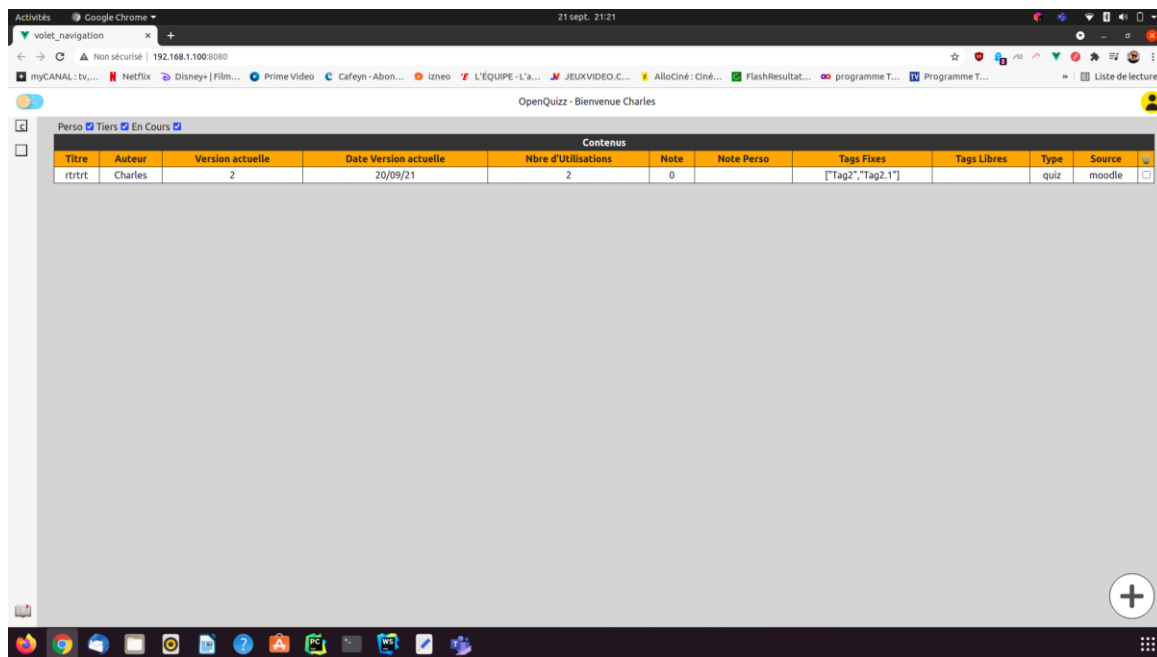 Activités Google Chrome 21 sept. 21:21
volet_navigation
Non sécurisé 192.168.1.100:8080
myCANAL : tv,... Netflix Disney+ | Film... Prime Video Cafeyn - Abon... izneo L'ÉQUIPE - L'a... JEUXVIDEO.C... AlloCiné : Ciné... FlashResultat... programme T... Programme T... » Liste de lecture
OpenQuizz - Bienvenue Charles
Perso Tiers En Cours
Contenus
Titre Auteur Version actuelle Date Version actuelle Nbre d'Utilisations Note Note Perso Tags Fixes Tags Libres Type Source
rtrtrt Charles 2 20/09/21 2 0 ["Tag2","Tag2.1"] quiz moodle